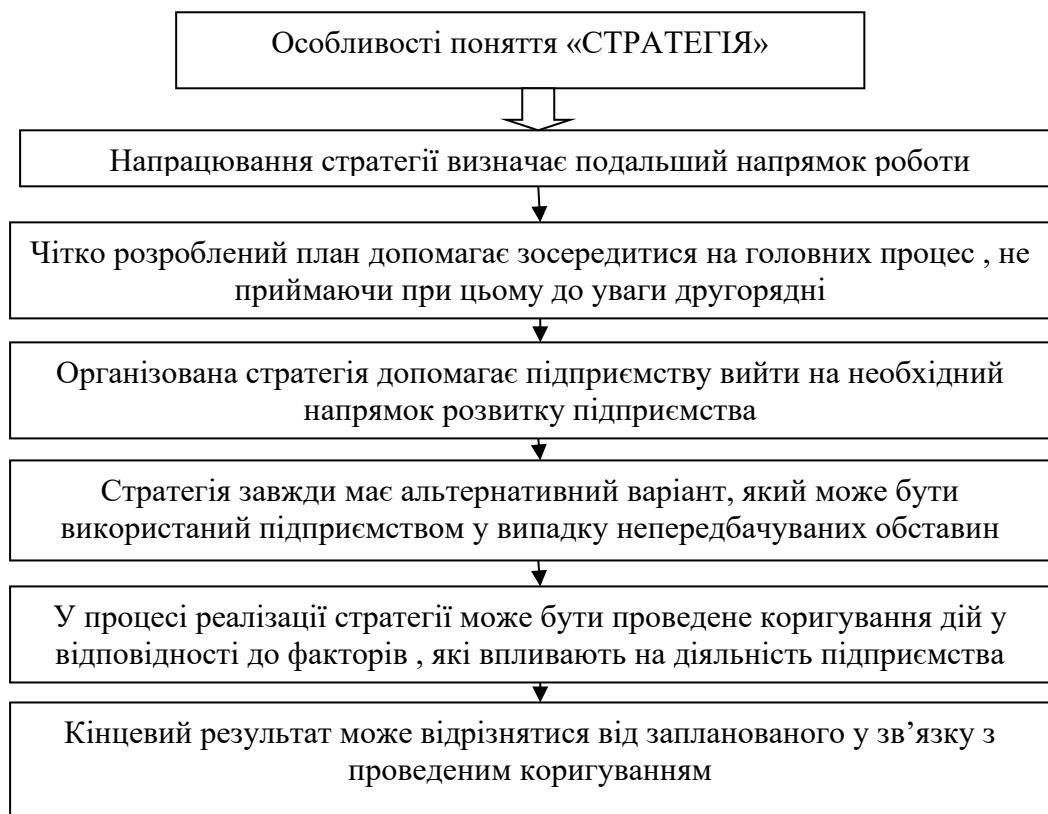 Особливості поняття «СТРАТЕГІЯ»
Напрацювання стратегії визначає подальший напрямок роботи
Чітко розроблений план допомагає зосередитися на головних процес , не
приймаючи при цьому до уваги другорядні
Організована стратегія допомагає підприємству вийти на необхідний
напрямок розвитку підприємства
Стратегія завжди має альтернативний варіант, який може бути
використаний підприємством у випадку непередбачуваних обставин
У процесі реалізації стратегії може бути проведене коригування дій у
відповідності до факторів , які впливають на діяльність підприємства
Кінцевий результат може відрізнятися від запланованого у зв’язку з
проведеним коригуванням